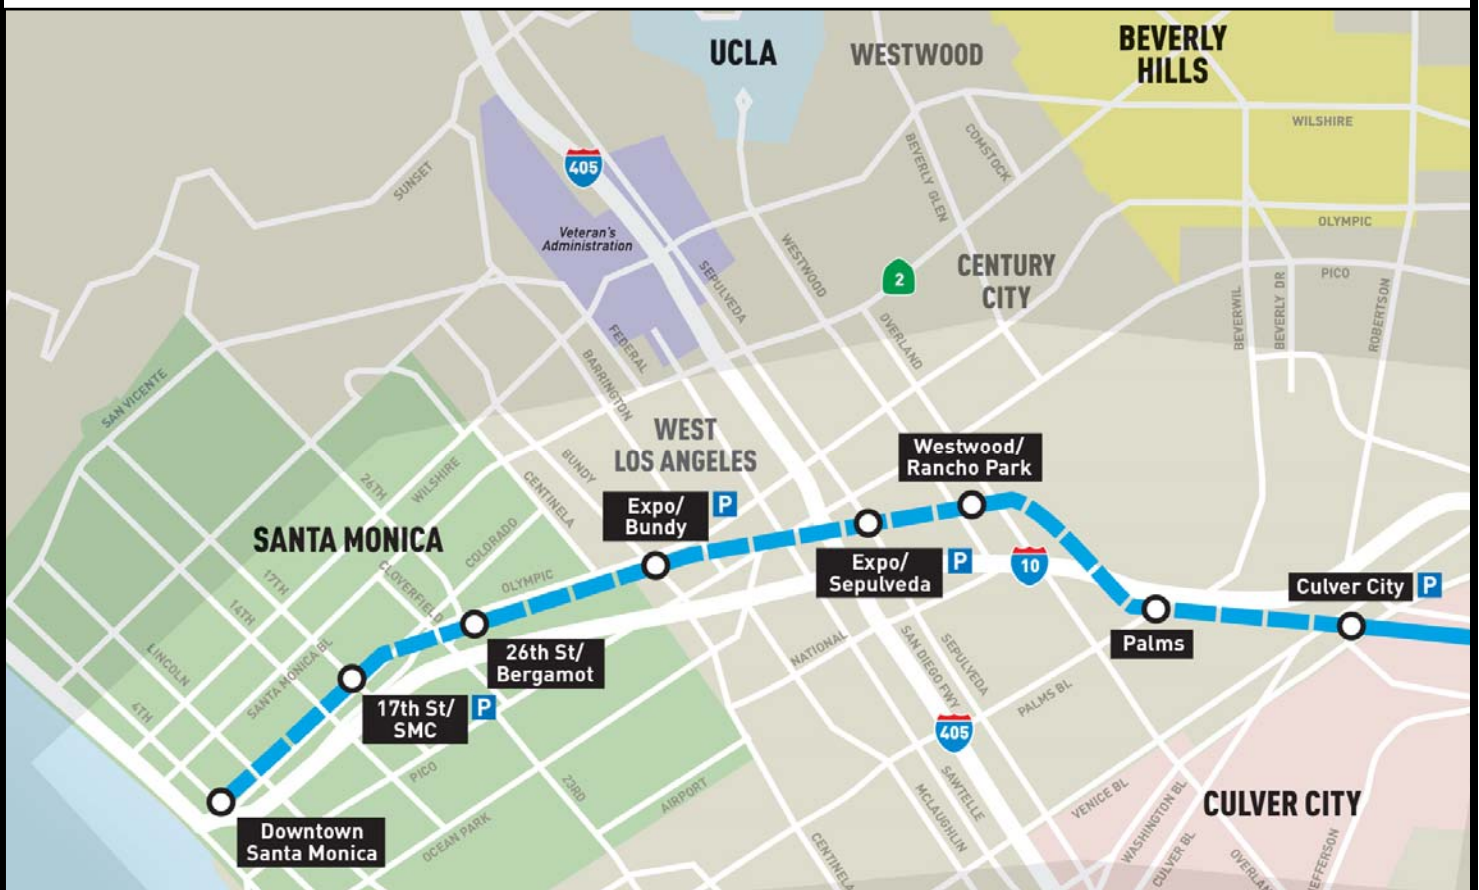 UCLA
WESTWOOD
BEVERLY
HILLS
WILSHIRE
BEVERLY GLEN
COMSTOCK
405
SUNSET
OLYMPIC
Veteran's
Administration
SEPULVEDA
WESTWOOD
2
CENTURY
CITY
PICO
BEVERWIL
BEVERLY DR
ROBERTSON
OVERLAND
FEDERAL
BARRINGTON
SAN VICENTE
WEST
LOS ANGELES
Westwood/
Rancho Park
BUNDY
26TH
WILSHIRE
CENTINELA
Expo/
Bundy
P
SANTA MONICA
COLORADO
OLYMPIC
CLOVERFIELD
17TH
14TH
Expo/
Sepulveda
P
10
Culver City
P
Palms
LINCOLN
SANTA MONICA BL
26th St/
Bergamot
NATIONAL
SAN DIEGO FWY
SEPULVEDA
PALMS BL
4TH
17th St/
SMC
P
405
PICO
23RD
AIRPORT
SAWTELLE
MCLAUGHLIN
VENICE BL
WASHINGTON BL
CULVER CITY
Downtown
Santa Monica
OCEAN PARK
CENTINELA
CULVER BL
OVERLA
EFFERSON